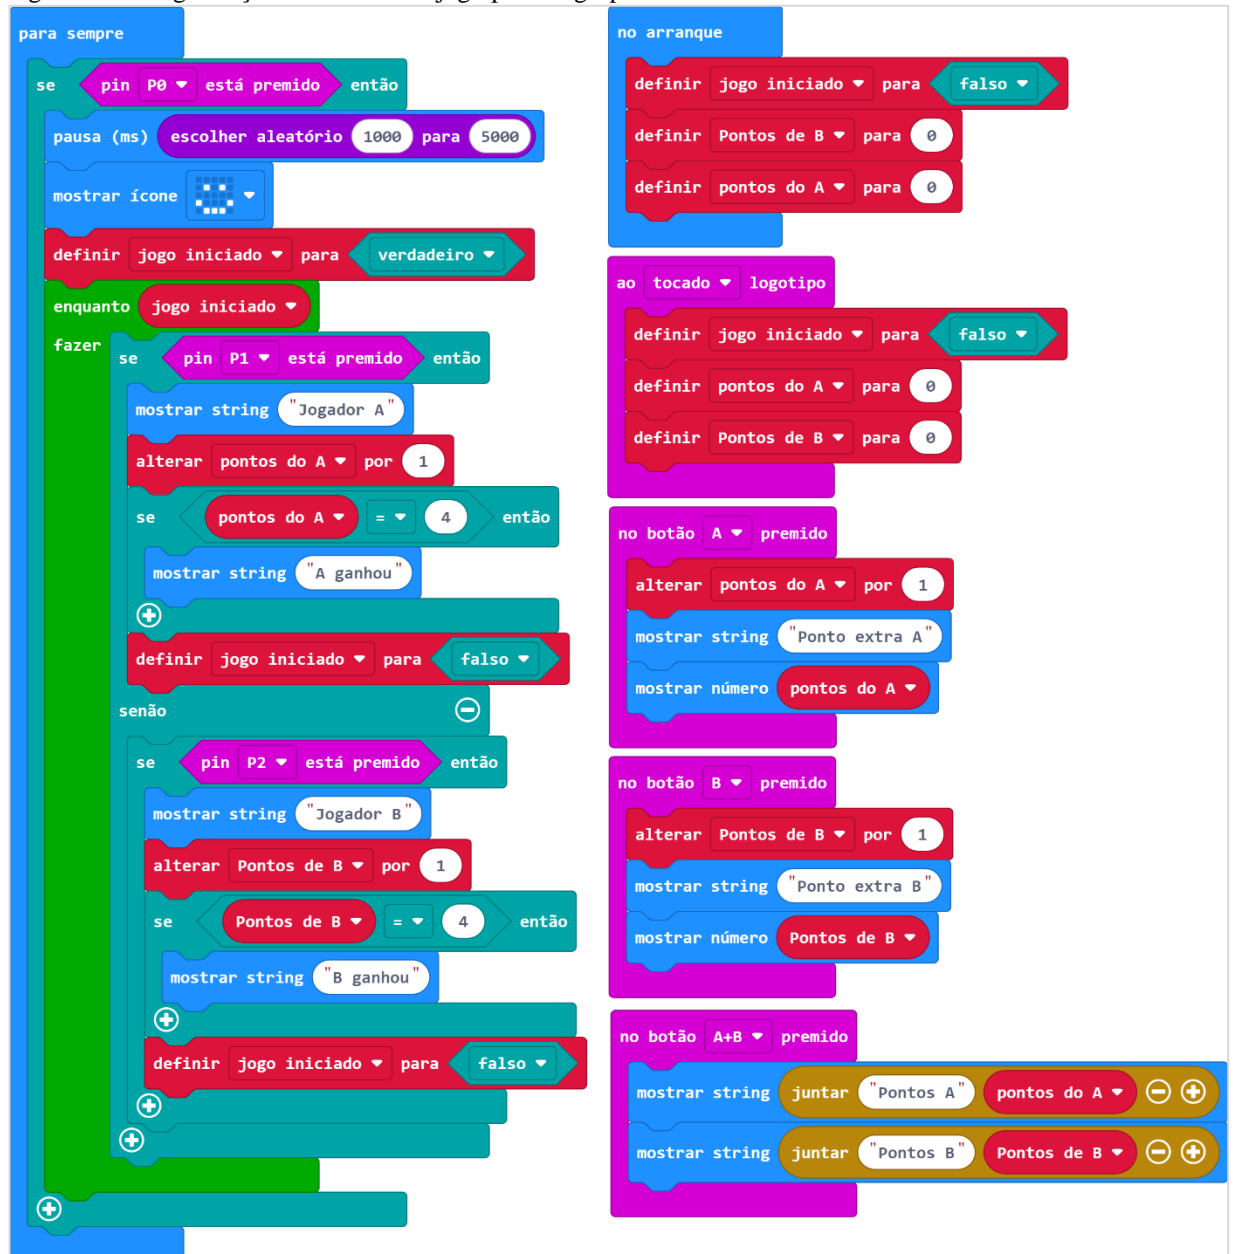 para sempre
se pin P0 está premido então
pausa (ms) escolher aleatório 1000 para 5000
mostrar ícone
definir jogo iniciado para verdadeiro
enquanto jogo iniciado
fazer
se pin P1 está premido então
mostrar string "Jogador A"
alterar pontos do A por 1
se pontos do A = 4 então
mostrar string "A ganhou"
definir jogo iniciado para falso
senão
se pin P2 está premido então
mostrar string "Jogador B"
alterar Pontos de B por 1
se Pontos de B = 4 então
mostrar string "B ganhou"
definir jogo iniciado para falso
no arranque
definir jogo iniciado para falso
definir Pontos de B para 0
definir pontos do A para 0
ao tocado logotipo
definir jogo iniciado para falso
definir pontos do A para 0
definir Pontos de B para 0
no botão A premido
alterar pontos do A por 1
mostrar string "Ponto extra A"
mostrar número pontos do A
no botão B premido
alterar Pontos de B por 1
mostrar string "Ponto extra B"
mostrar número Pontos de B
no botão A+B premido
mostrar string juntar "Pontos A" pontos do A
mostrar string juntar "Pontos B" Pontos de B